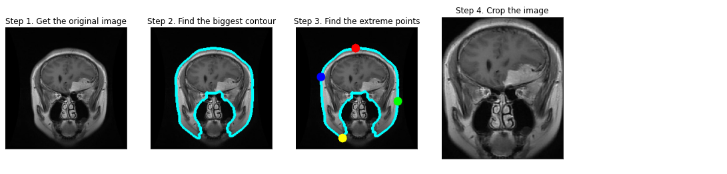 Step 1. Get the original image
Step 2. Find the biggest contour
Step 3. Find the extreme points
Step 4. Crop the image